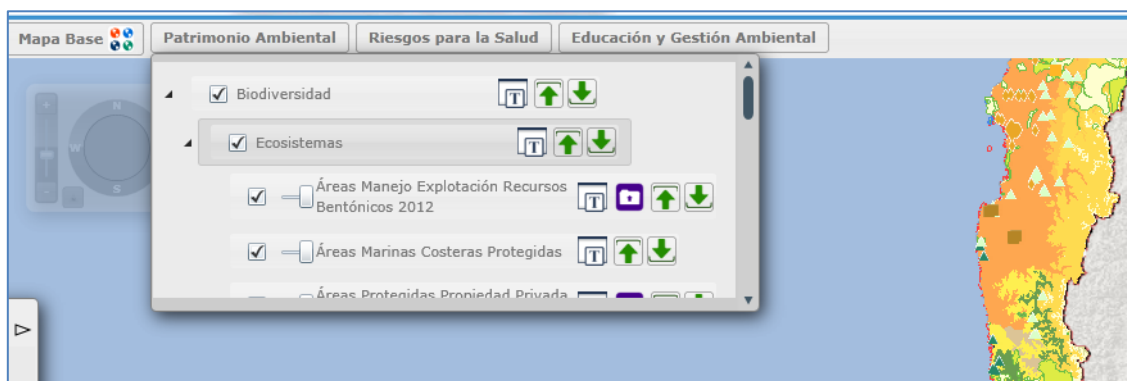 Mapa Base
Patrimonio Ambiental
Riesgos para la Salud
Educación y Gestión Ambiental
Biodiversidad
T
Ecosistemas
T
Áreas Manejo Explotación Recursos
Bentónicos 2012
T
Áreas Marinas Costeras Protegidas
T
Áreas Protegidas Propiedad Privada
N
W
S